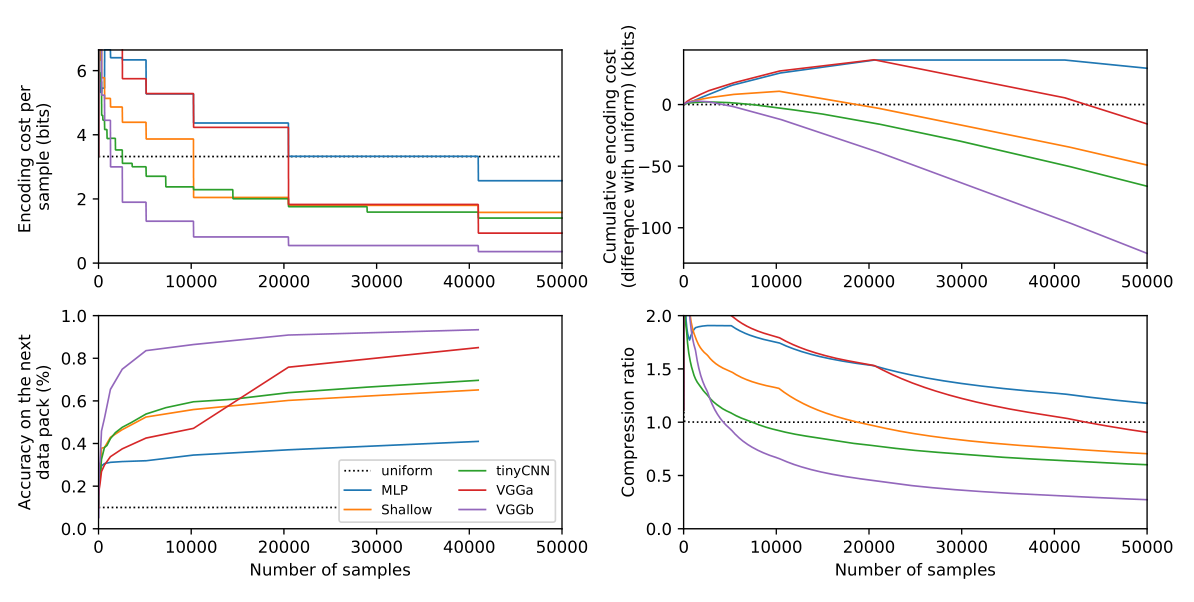 Encoding cost per
sample (bits)
6
4
2
0
0
10000
20000
30000
40000
50000
Cumulative encoding cost
(difference with uniform) (kbits)
0
−50
−100
0
10000
20000
30000
40000
50000
Accuracy on the next
data pack (%)
1.0
0.8
0.6
0.4
0.2
0.0
uniform
MLP
Shallow
tinyCNN
VGGa
VGGb
0
10000
20000
30000
40000
50000
Number of samples
Compression ratio
2.0
1.5
1.0
0.5
0.0
0
10000
20000
30000
40000
50000
Number of samples